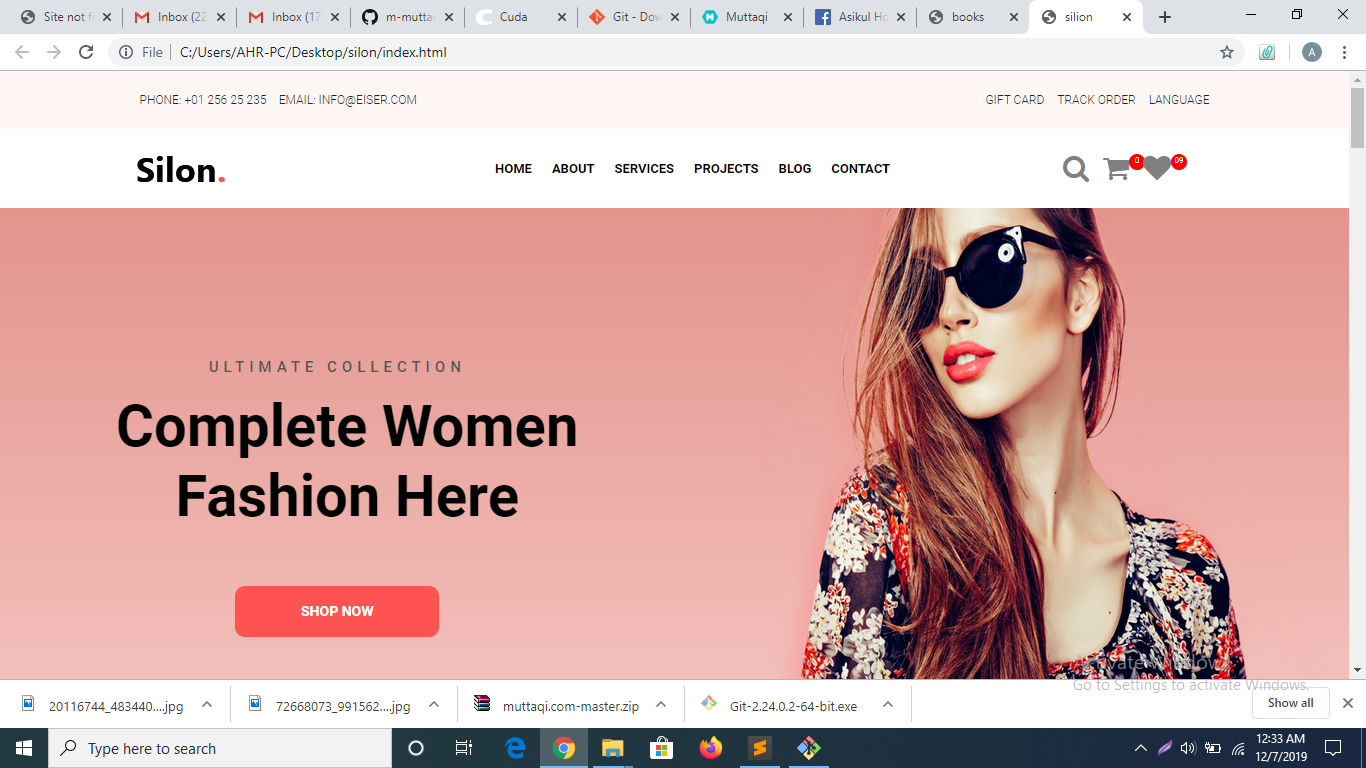 Site not f
Inbox (22
Inbox (17
m-muttaq
Cuda
Git - Dow
Muttaqi
Asikul Ho
books
silion
File
C:/Users/AHR-PC/Desktop/silon/index.html
A
PHONE: +01 256 25 235 EMAIL: INFO@EISER.COM
GIFT CARD TRACK ORDER LANGUAGE
Silon.
HOME ABOUT SERVICES PROJECTS BLOG CONTACT
0
09
ULTIMATE COLLECTION
Complete Women
Fashion Here
SHOP NOW
Activate Windows
Go to Settings to activate Windows.
20116744_483440....jpg
72668073_991562....jpg
muttaqi.com-master.zip
Git-2.24.0.2-64-bit.exe
Show all
Type here to search
12:33 AM
12/7/2019